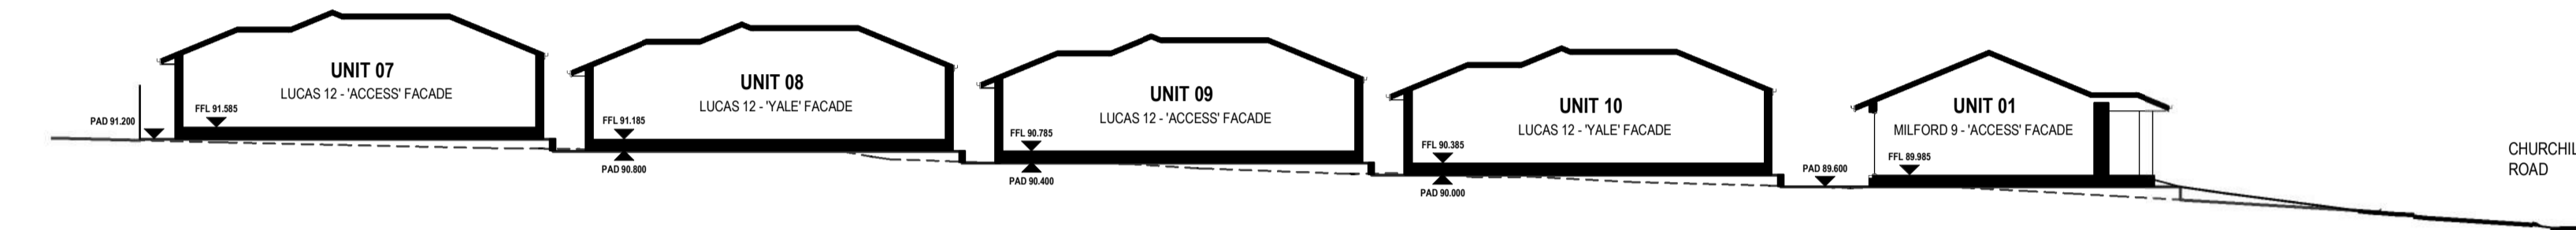 UNIT 07
LUCAS 12 - 'ACCESS' FACADE
FFL 91.585
PAD 91.200
UNIT 08
LUCAS 12 - 'YALE' FACADE
FFL 91.185
PAD 90.800
UNIT 09
LUCAS 12 - 'ACCESS' FACADE
FFL 90.785
PAD 90.400
UNIT 10
LUCAS 12 - 'YALE' FACADE
FFL 90.385
PAD 90.000
UNIT 01
MILFORD 9 - 'ACCESS' FACADE
FFL 89.985
PAD 89.600
CHURCHIL
ROAD